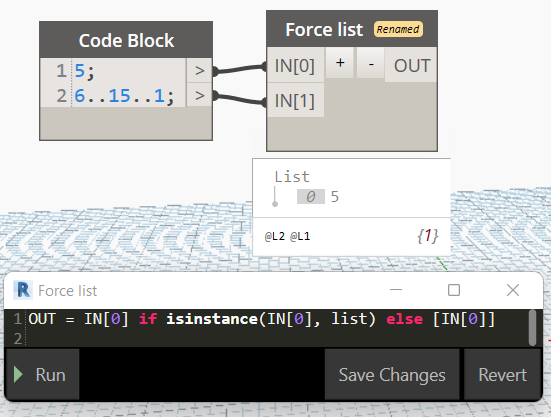 Code Block
1 5; >
2 6..15..1; >
Force list Renamed
IN[0] + - OUT
IN[1]
List
0 5
@L2 @L1 {1}
R Force list
1 OUT = IN[0] if isinstance(IN[0], list) else [IN[0]]
2
Run Save Changes Revert